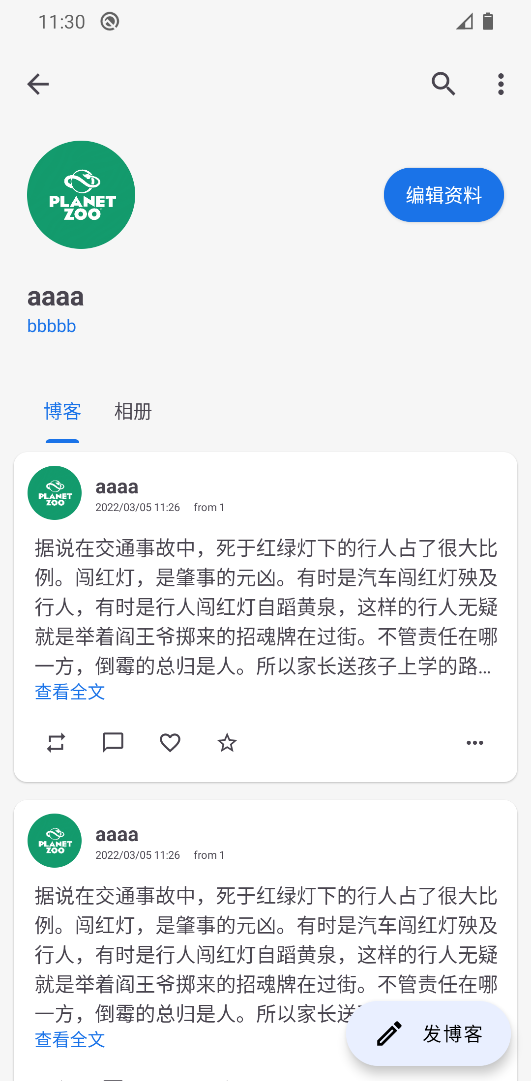 11:30
PLANET
ZOO
编辑资料
aaaa
bbbbb
博客
相册
PLANET
ZOO
aaaa
2022/03/05 11:26 from 1
据说在交通事故中，死于红绿灯下的行人占了很大比
例。闯红灯，是肇事的元凶。有时是汽车闯红灯殃及
行人，有时是行人闯红灯自蹈黄泉，这样的行人无疑
就是举着阎王爷掷来的招魂牌在过街。不管责任在哪
一方，倒霉的总归是人。所以家长送孩子上学的路...
查看全文
PLANET
ZOO
aaaa
2022/03/05 11:26 from 1
据说在交通事故中，死于红绿灯下的行人占了很大比
例。闯红灯，是肇事的元凶。有时是汽车闯红灯殃及
行人，有时是行人闯红灯自蹈黄泉，这样的行人无疑
就是举着阎王爷掷来的招魂牌在过街。不管责任在哪
一方，倒霉的总归是人。所以家长送
查看全文
发博客